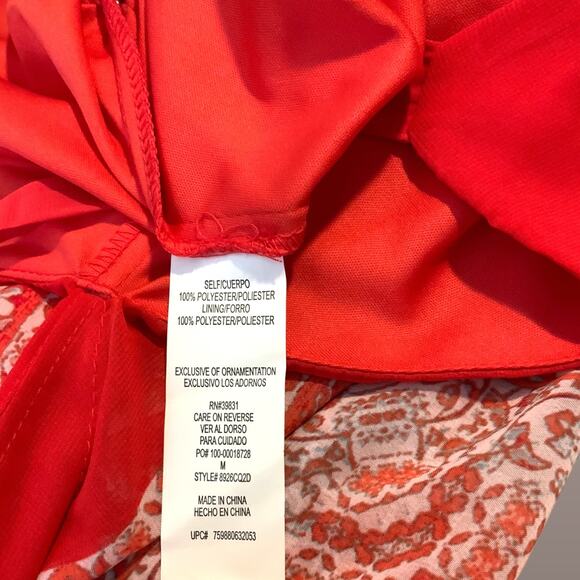 SELF/CUERPO
100% POLYESTER/POLIESTER
LINING/FORRO
100% POLYESTER/POLIESTER
EXCLUSIVE OF ORNAMENTATION
EXCLUSIVO LOS ADORNOS
RN#39831
CARE ON REVERSE
VER AL DORSO
PARA CUIDADO
PO# 100-00018728
M
STYLE# 8926CQ2D
MADE IN CHINA
HECHO EN CHINA
UPC# 759880632053